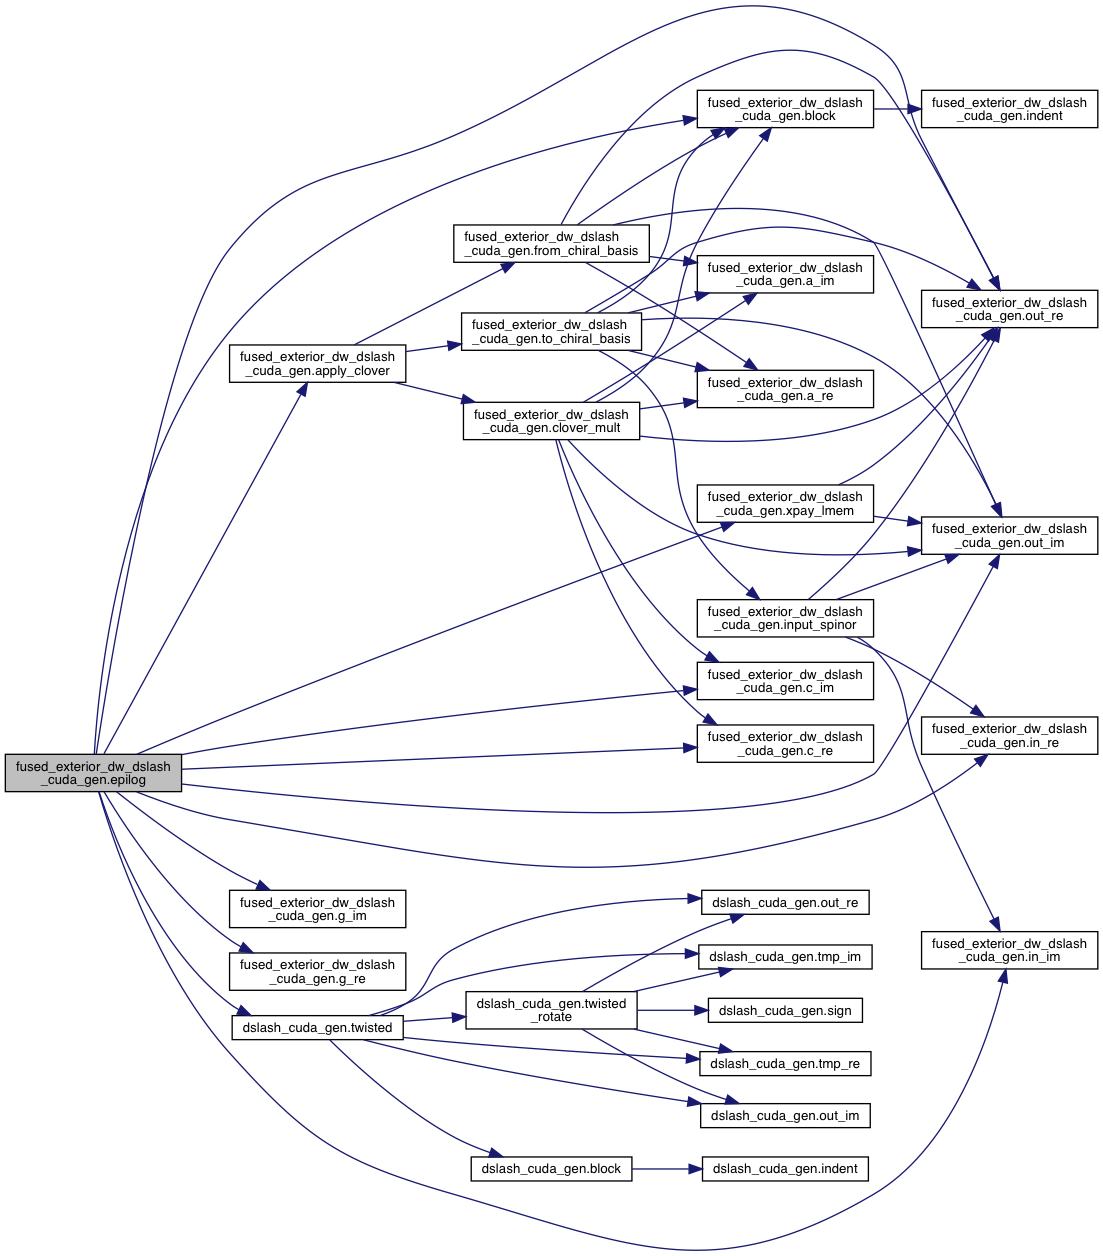 fused_exterior_dw_dslash
_cuda_gen.block
fused_exterior_dw_dslash
_cuda_gen.indent
fused_exterior_dw_dslash
_cuda_gen.from_chiral_basis
fused_exterior_dw_dslash
_cuda_gen.a_im
fused_exterior_dw_dslash
_cuda_gen.out_re
fused_exterior_dw_dslash
_cuda_gen.to_chiral_basis
fused_exterior_dw_dslash
_cuda_gen.apply_clover
fused_exterior_dw_dslash
_cuda_gen.a_re
fused_exterior_dw_dslash
_cuda_gen.clover_mult
fused_exterior_dw_dslash
_cuda_gen.xpay_lmem
fused_exterior_dw_dslash
_cuda_gen.out_im
fused_exterior_dw_dslash
_cuda_gen.input_spinor
fused_exterior_dw_dslash
_cuda_gen.c_im
fused_exterior_dw_dslash
_cuda_gen.in_re
fused_exterior_dw_dslash
_cuda_gen.c_re
fused_exterior_dw_dslash
_cuda_gen.epilog
fused_exterior_dw_dslash
_cuda_gen.g_im
dslash_cuda_gen.out_re
fused_exterior_dw_dslash
_cuda_gen.in_im
dslash_cuda_gen.tmp_im
fused_exterior_dw_dslash
_cuda_gen.g_re
dslash_cuda_gen.twisted
_rotate
dslash_cuda_gen.sign
dslash_cuda_gen.twisted
dslash_cuda_gen.tmp_re
dslash_cuda_gen.out_im
dslash_cuda_gen.block
dslash_cuda_gen.indent